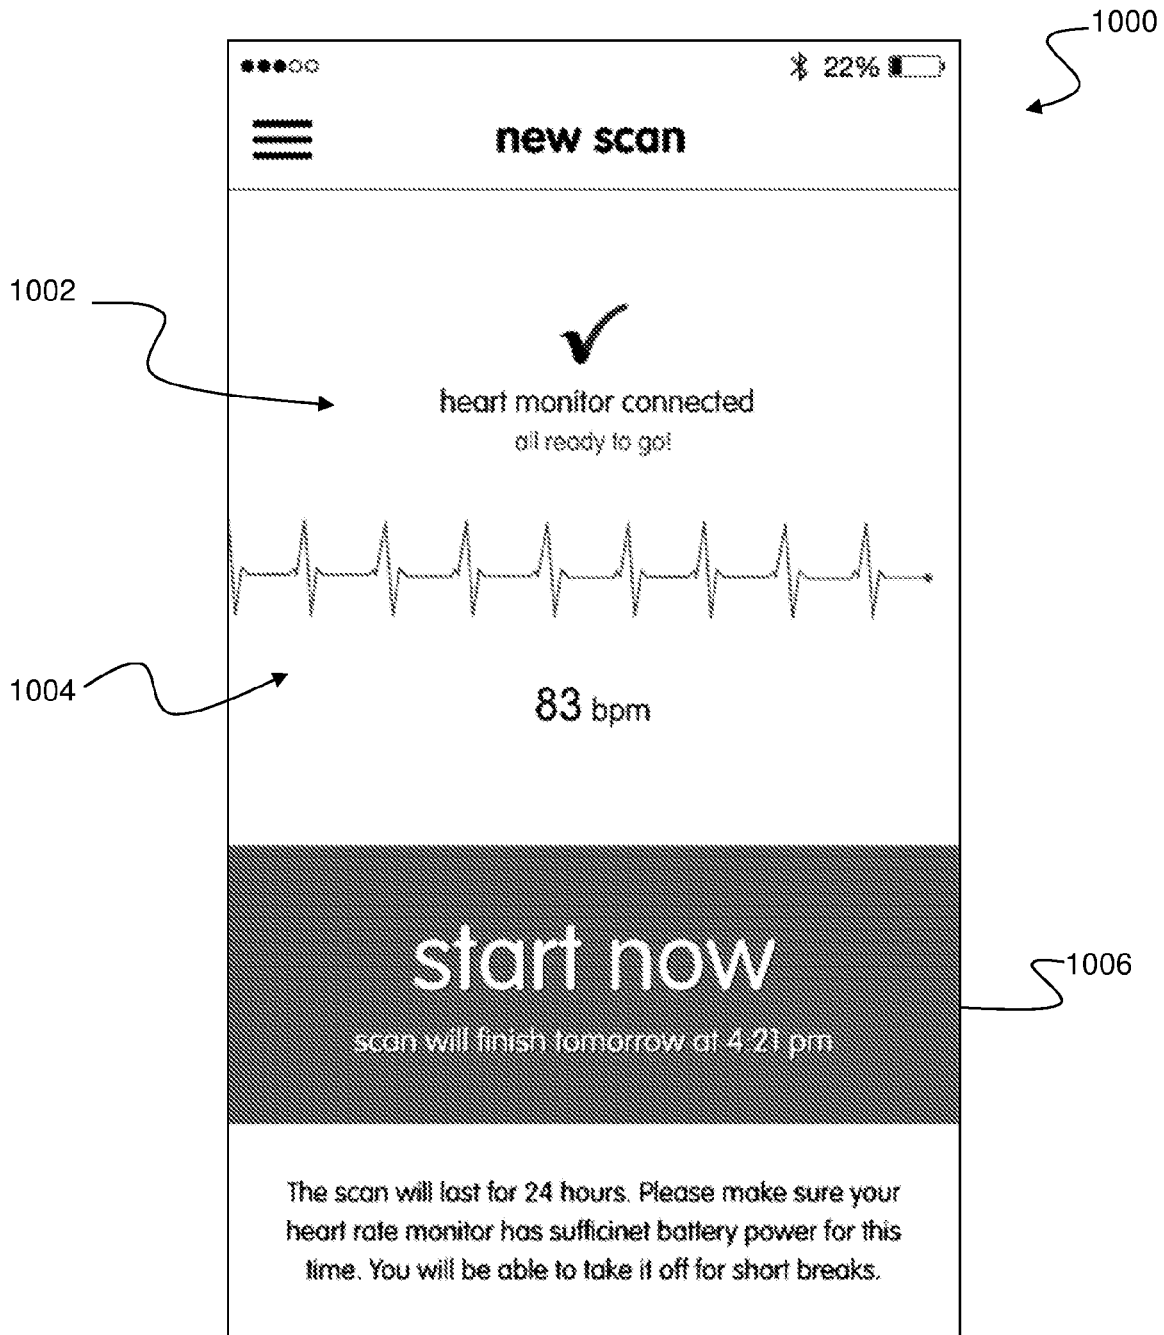 1000
22%
new scan
1002
heart monitor connected
all ready to go!
1004
83 bpm
start now
1006
scan will finish tomorrow at 4:21 pm
The scan will last for 24 hours. Please make sure your
heart rate monitor has sufficinet battery power for this
time. You will be able to take it off for short breaks.